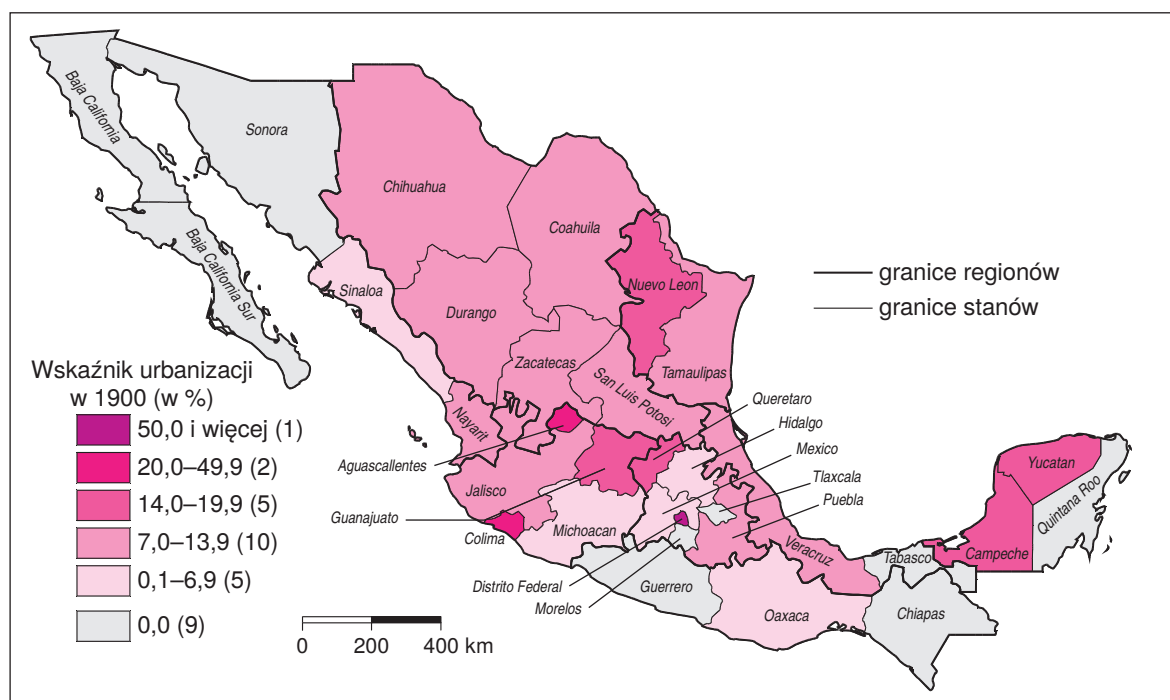 Baja California
Sonora
Chihuahua
Coahuila
Baja California Sur
Sinaloa
Nuevo Leon
Durango
Zacatecas
Tamaulipas
San Luis Potosi
Nayarit
granice regionów
granice stanów
Wskaźnik urbanizacji
w 1900 (w %)
50,0 i więcej (1)
20,0–49,9 (2)
14,0–19,9 (5)
7,0–13,9 (10)
0,1–6,9 (5)
0,0 (9)
Queretaro
Hidalgo
Mexico
Tlaxcala
Puebla
Aguascallentes
Jalisco
Guanajuato
Colima
Michoacan
Distrito Federal
Morelos
Guerrero
Veracruz
Oaxaca
Tabasco
Chiapas
Campeche
Yucatan
Quintana Roo
0 200 400 km